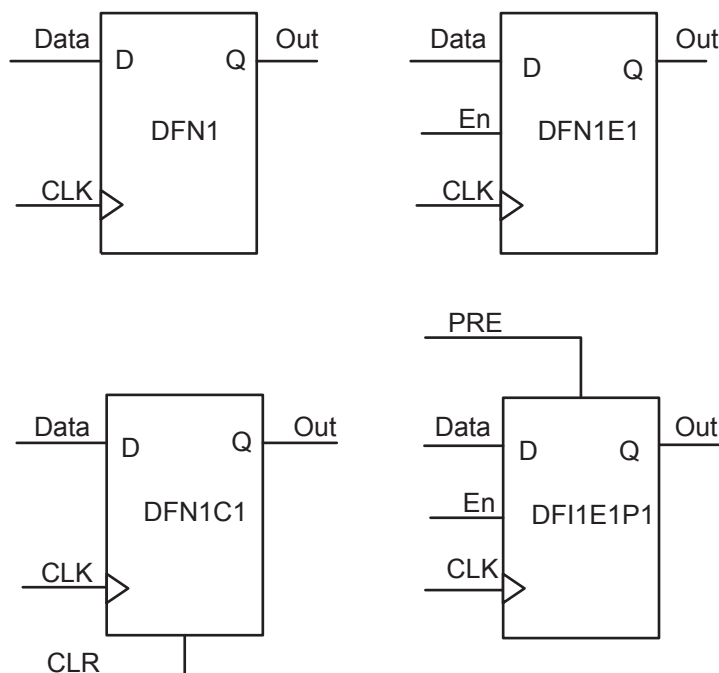 Data
D
Q
Out
DFN1
CLK
Data
D
Q
Out
En
DFN1E1
CLK
Data
D
Q
Out
DFN1C1
CLK
CLR
PRE
Data
D
Q
Out
En
DFI1E1P1
CLK